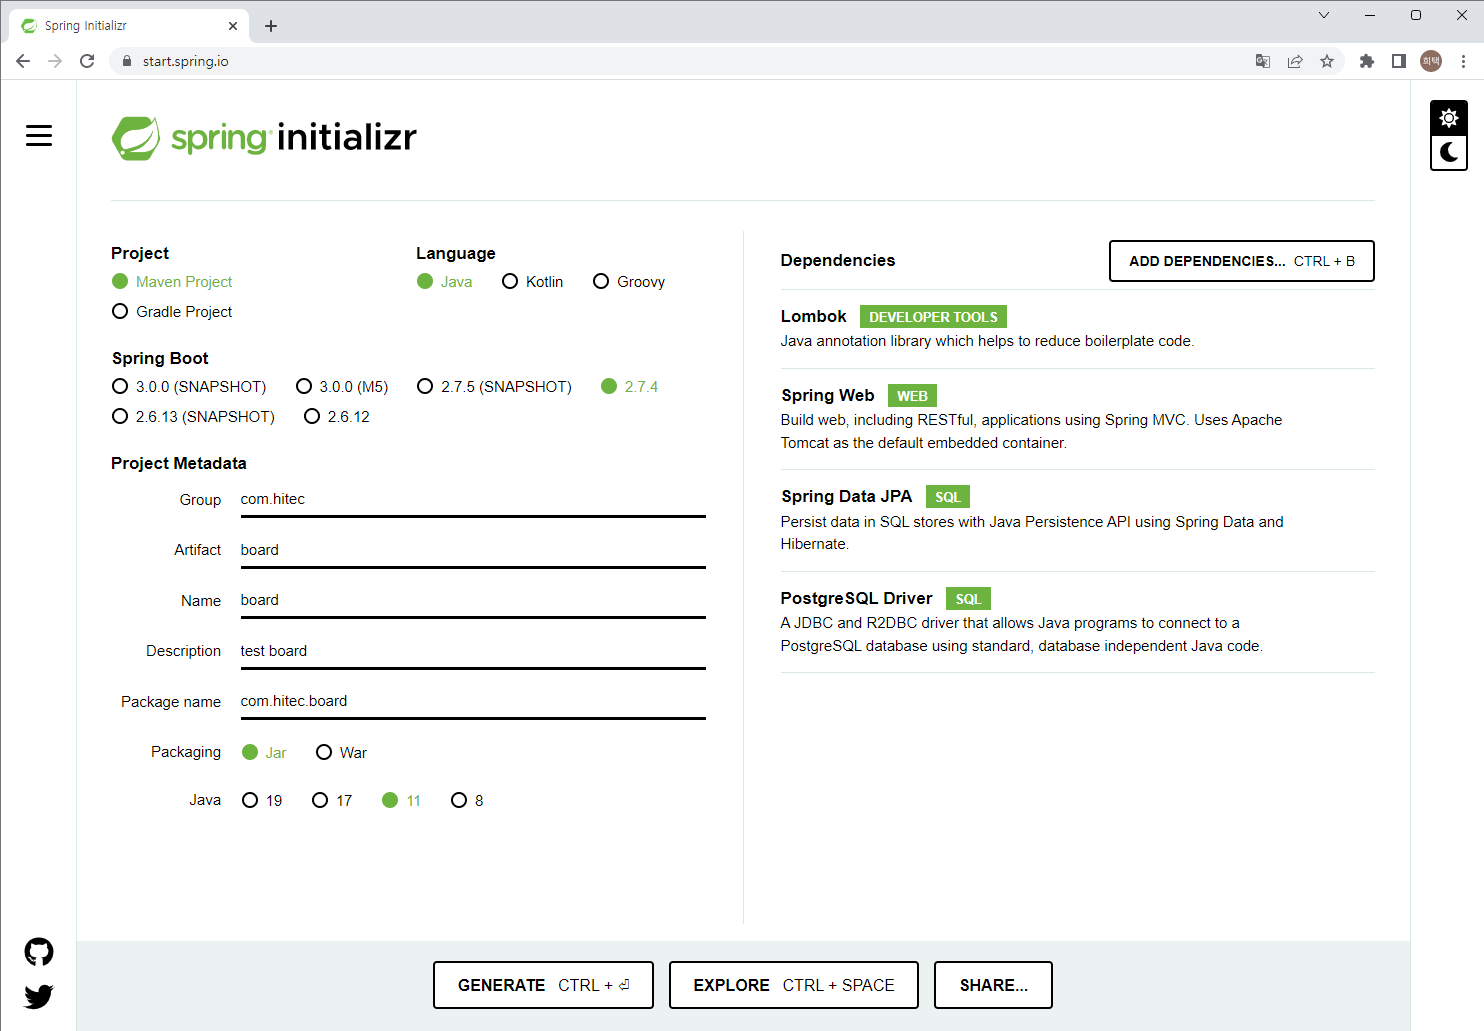 Spring Initializr
start.spring.io
희택
spring initializr
Project
Maven Project
Gradle Project
Language
Java Kotlin Groovy
Spring Boot
3.0.0 (SNAPSHOT) 3.0.0 (M5) 2.7.5 (SNAPSHOT) 2.7.4
2.6.13 (SNAPSHOT) 2.6.12
Project Metadata
Group com.hitec
Artifact board
Name board
Description test board
Package name com.hitec.board
Packaging Jar War
Java 19 17 11 8
Dependencies
ADD DEPENDENCIES... CTRL + B
Lombok DEVELOPER TOOLS
Java annotation library which helps to reduce boilerplate code.
Spring Web WEB
Build web, including RESTful, applications using Spring MVC. Uses Apache
Tomcat as the default embedded container.
Spring Data JPA SQL
Persist data in SQL stores with Java Persistence API using Spring Data and
Hibernate.
PostgreSQL Driver SQL
A JDBC and R2DBC driver that allows Java programs to connect to a
PostgreSQL database using standard, database independent Java code.
GENERATE CTRL + ⏎
EXPLORE CTRL + SPACE
SHARE...